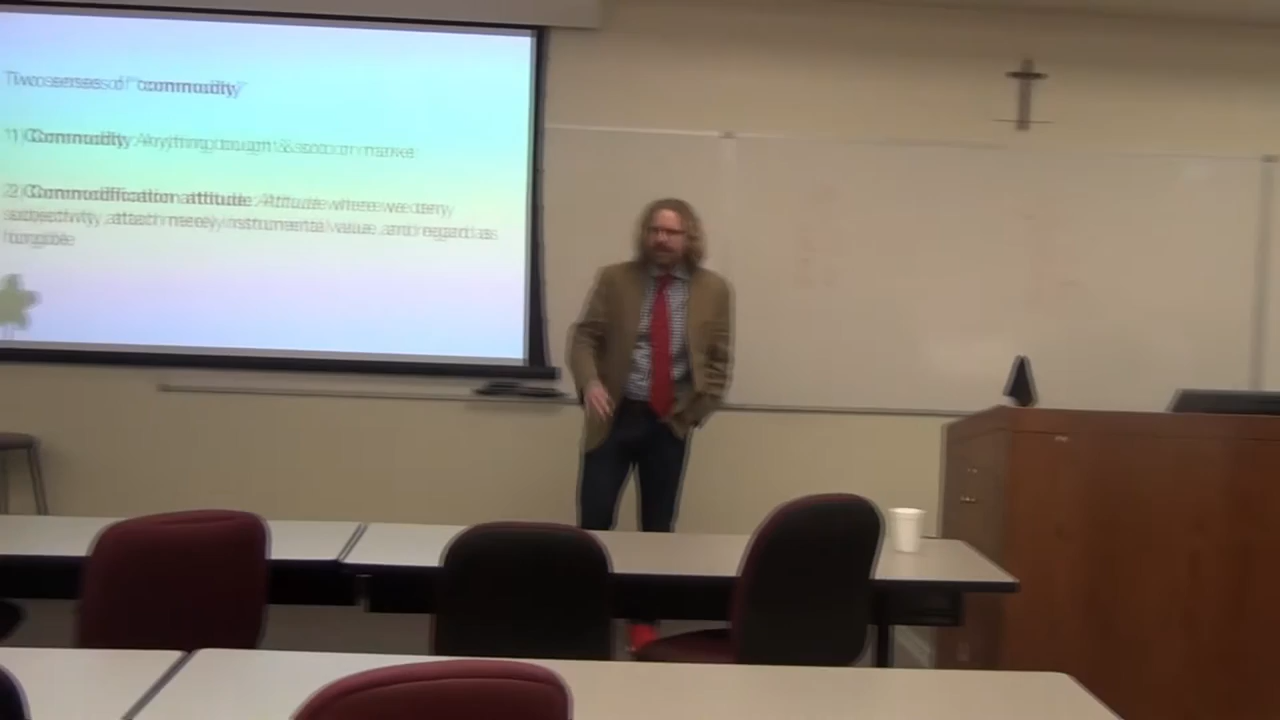 Two senses of "commodity"
1) Commodity: Anything bought & sold on market
2) Commodification attitude: Attitude where we deny
subjectivity, attach merely instrumental value, and regard as
fungible